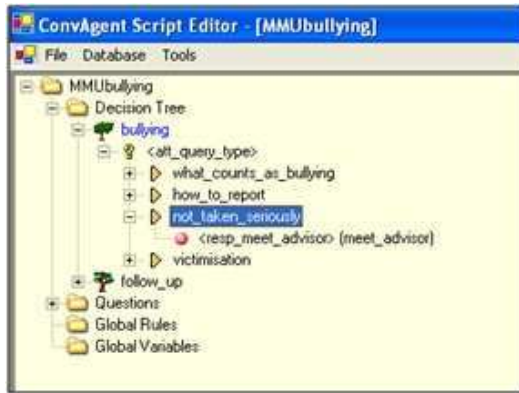 ConvAgent Script Editor - [MMUbullying]
File Database Tools
MMUbullying
Decision Tree
bullying
<att_query_type>
what_counts_as_bullying
how_to_report
not_taken_seriously
<resp_meet_advisor> (meet_advisor)
victimisation
follow_up
Questions
Global Rules
Global Variables